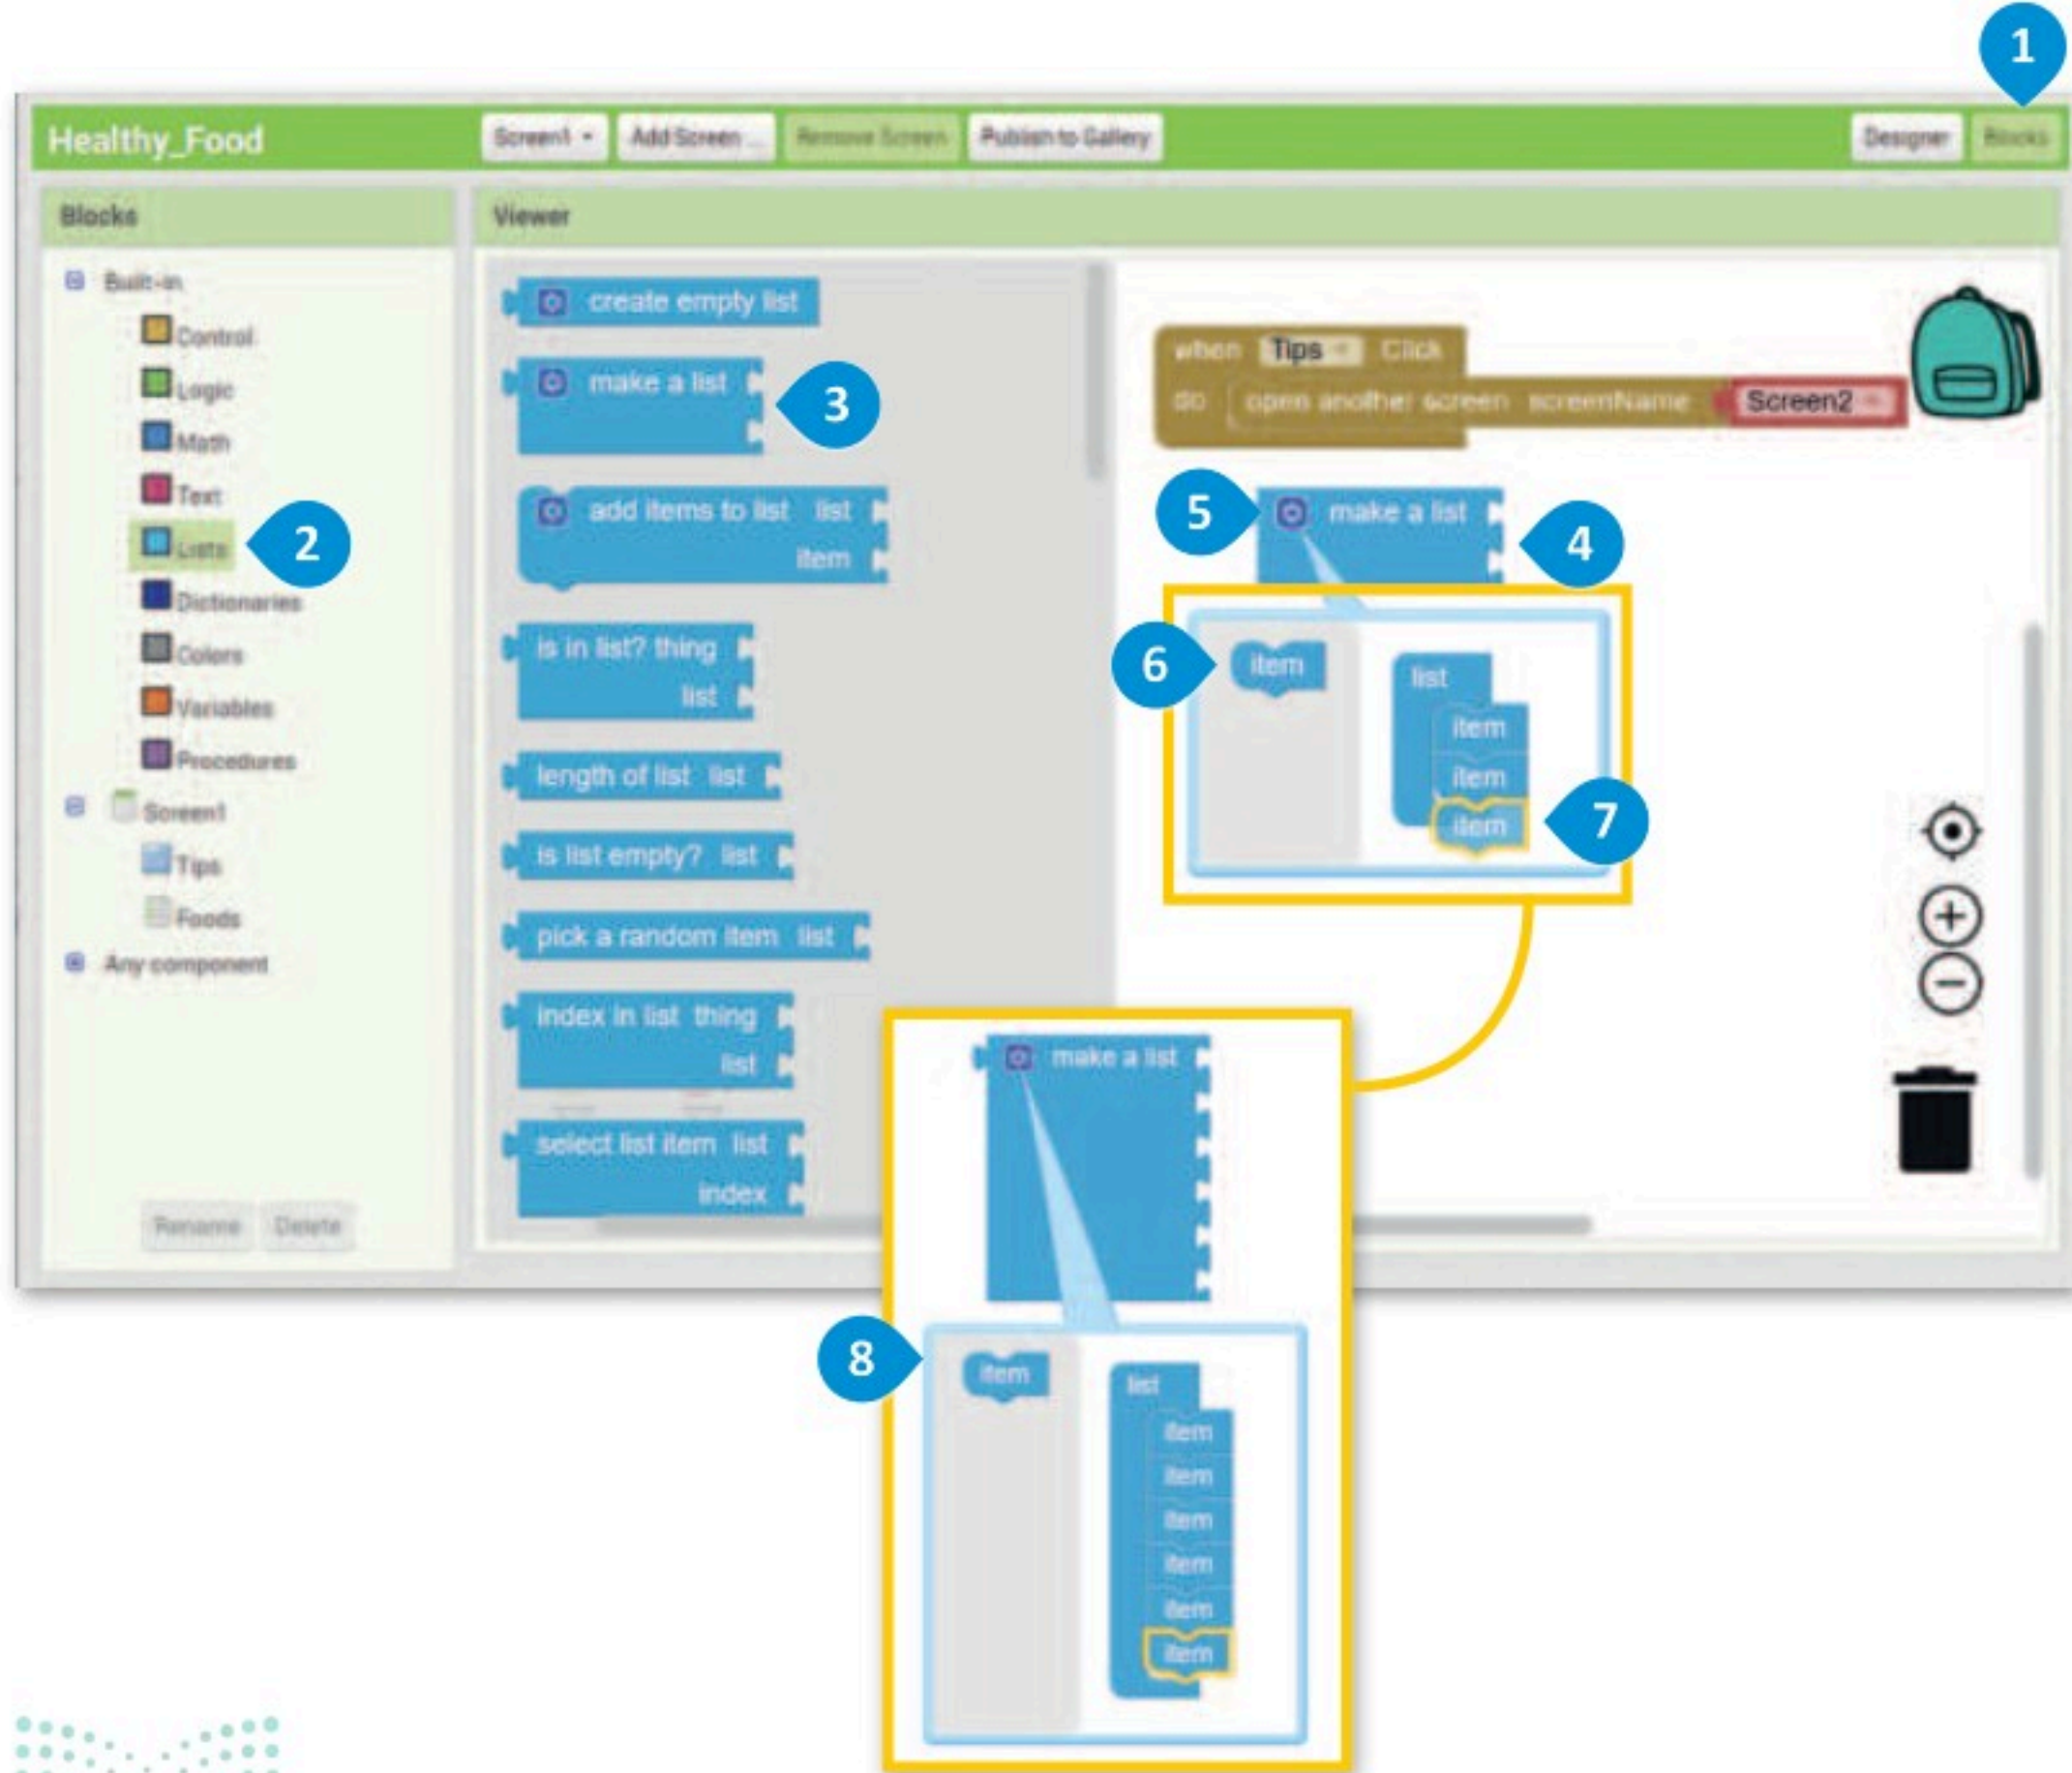 1
Healthy_Food
Screen1
Add Screen ...
Remove Screen
Publish to Gallery
Designer
Blocks
Blocks
Built-in
Control
Logic
Math
Text
Lists
2
Dictionaries
Colors
Variables
Procedures
Screen1
Tips
Foods
Any component
Rename
Delete
Viewer
create empty list
make a list
3
add items to list list
item
is in list? thing
list
length of list list
is list empty? list
pick a random item list
index in list thing
list
select list item list
index
when Tips Click
do open another screen screenName Screen2
5
make a list
4
6
item
list
item
item
item
7
make a list
8
item
list
item
item
item
item
item
item